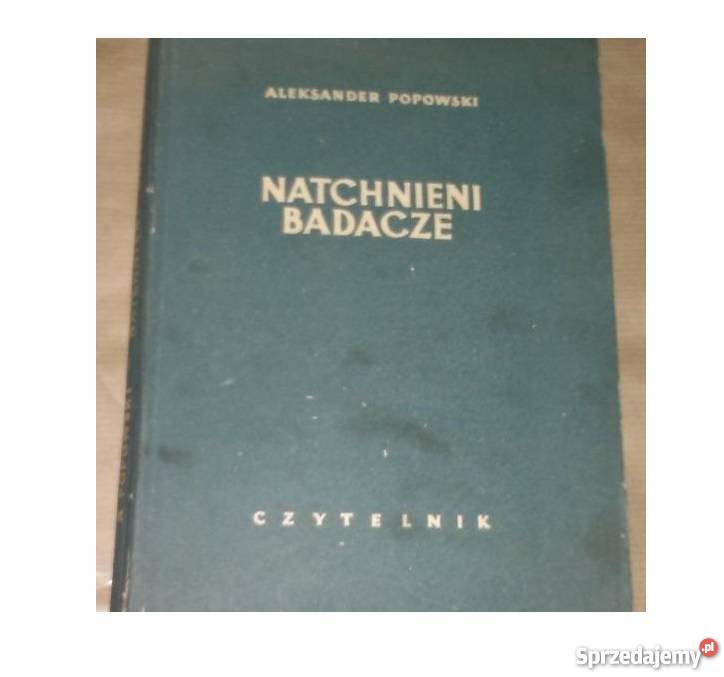 ALEKSANDER POPOWSKI
NATCHNIENI
BADACZE
CZYTELNIK
Sprzedajemy.pl